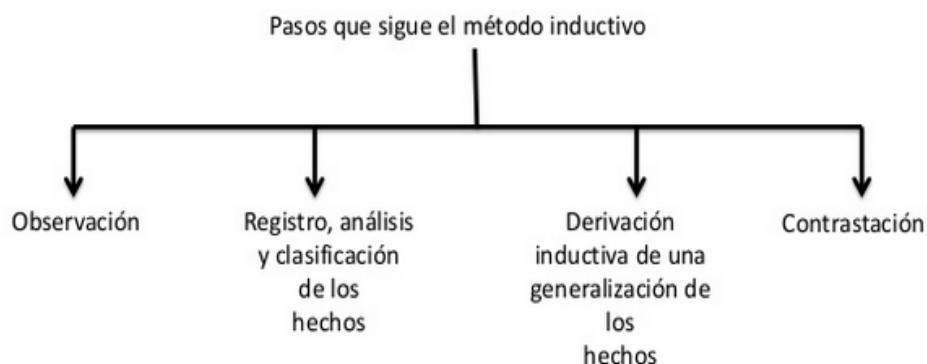 Pasos que sigue el método inductivo
Observación
Registro, análisis
y clasificación
de los
hechos
Derivación
inductiva de una
generalización de
los
hechos
Contrastación